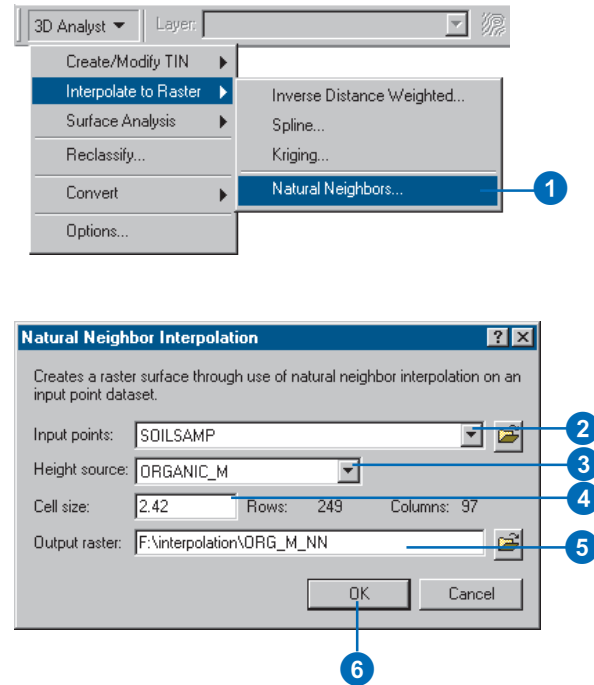 3D Analyst Layer:
Create/Modify TIN
Interpolate to Raster
Surface Analysis
Reclassify...
Convert
Options...
Inverse Distance Weighted...
Spline...
Kriging...
Natural Neighbors...
1
Natural Neighbor Interpolation
Creates a raster surface through use of natural neighbor interpolation on an
input point dataset.
Input points: SOILSAMP
2
Height source: ORGANIC_M
3
Cell size: 2.42 Rows: 249 Columns: 97
4
Output raster: F:\interpolation\ORG_M_NN
5
OK Cancel
6